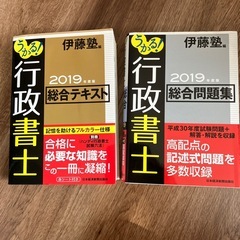 うかる!
伊藤塾編
2019年度版
総合テキスト
行政書士
記憶を助けるフルカラー仕様
合格に
必要な知識を
この一冊に凝縮!
うかる!
伊藤塾編
2019年度版
総合問題集
行政書士
平成30年度試験問題+
解答・解説を収録
高配点の
記述式問題を
多数収録